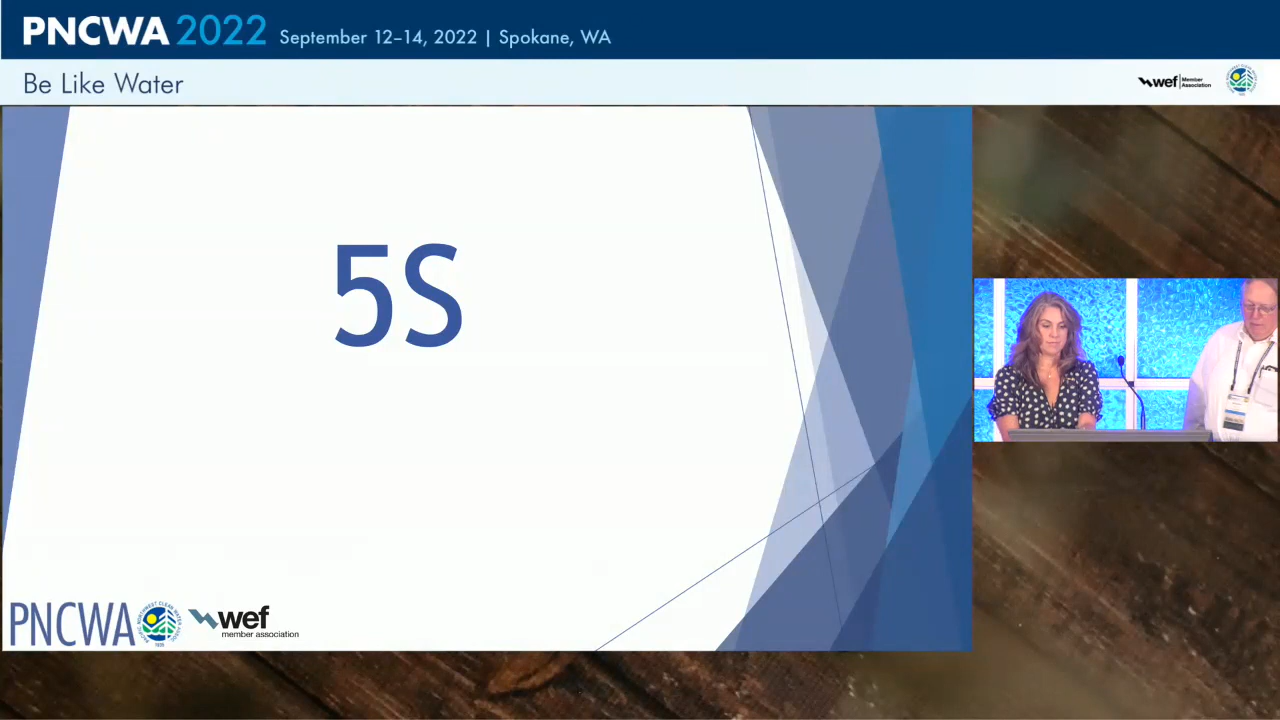 PNCWA 2022 September 12–14, 2022 | Spokane, WA
Be Like Water
wef Member Association
5S
PNCWA
wef
member association